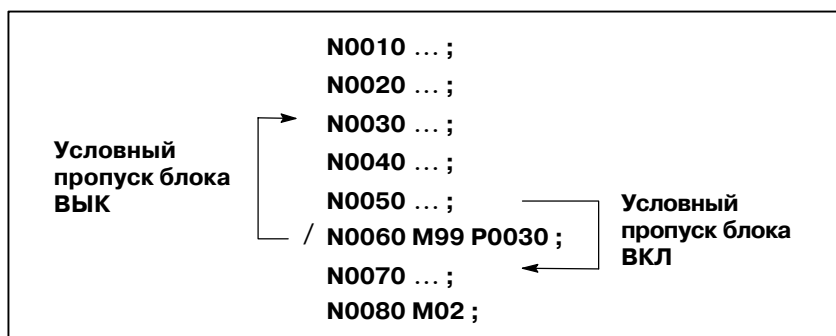 N0010 ... ;
N0020 ... ;
N0030 ... ;
N0040 ... ;
N0050 ... ;
/ N0060 M99 P0030 ;
N0070 ... ;
N0080 M02 ;
Условный
пропуск блока
ВЫК
Условный
пропуск блока
ВКЛ